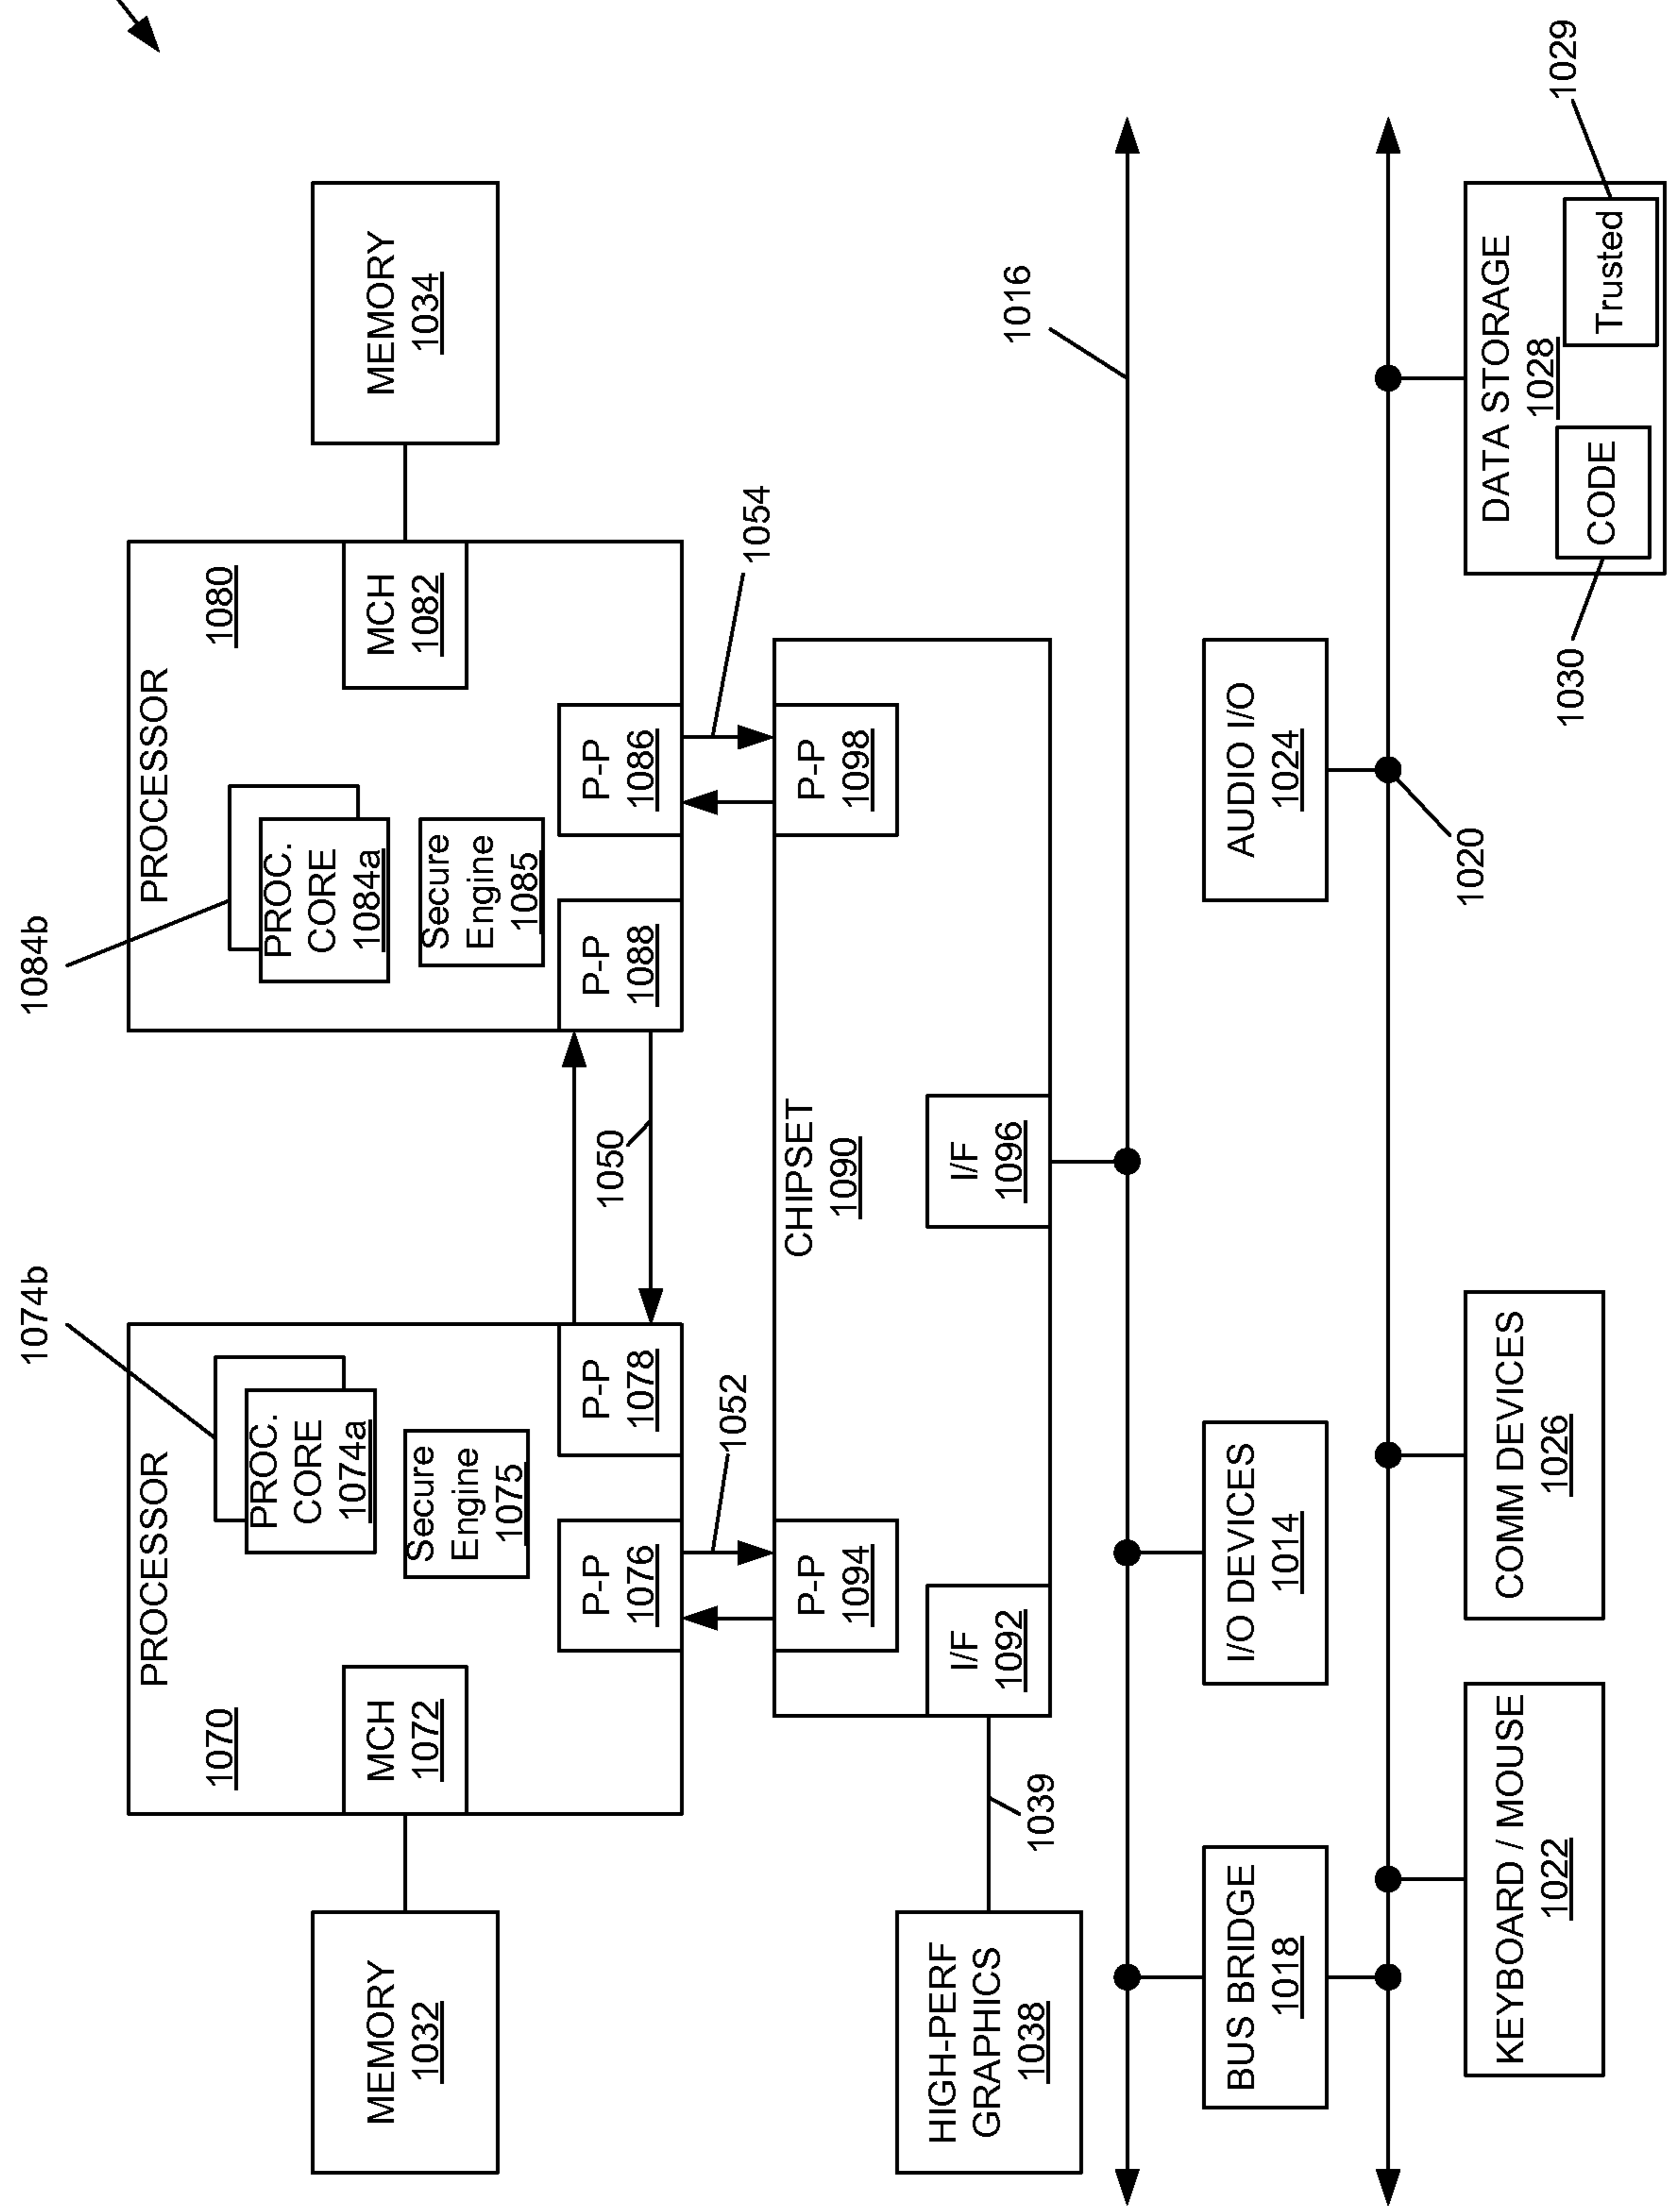 1074b
1084b
PROCESSOR
1070
PROC.
CORE
1074a
Secure
Engine
1075
MCH
1072
P-P
1076
P-P
1078
MEMORY
1032
1050
PROCESSOR
1080
PROC.
CORE
1084a
Secure
Engine
1085
MCH
1082
P-P
1088
P-P
1086
MEMORY
1034
1052
1054
CHIPSET
1090
P-P
1094
P-P
1098
I/F
1092
I/F
1096
HIGH-PERF
GRAPHICS
1038
1039
1016
BUS BRIDGE
1018
I/O DEVICES
1014
AUDIO I/O
1024
1020
KEYBOARD / MOUSE
1022
COMM DEVICES
1026
DATA STORAGE
1028
CODE
Trusted
1030
1029